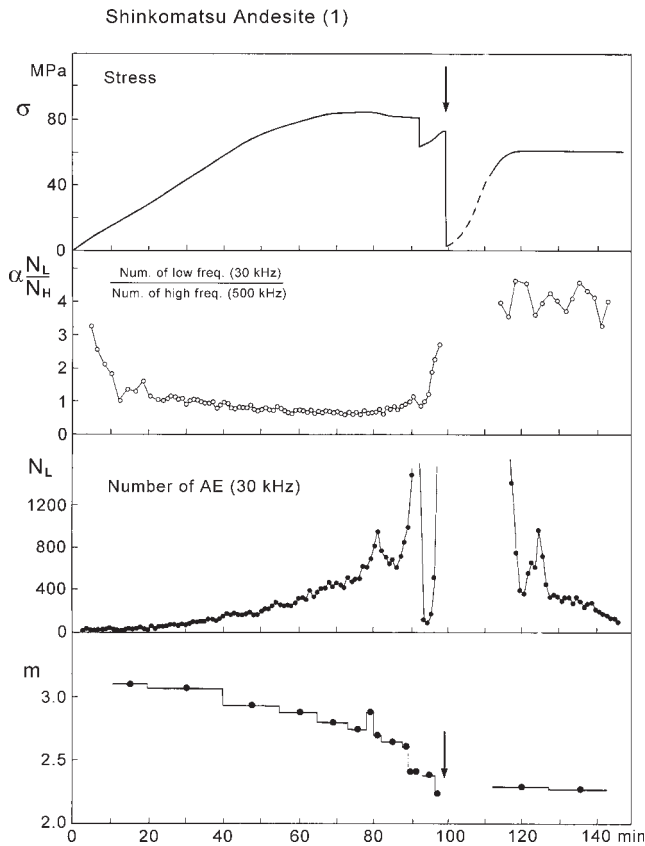 Shinkomatsu Andesite (1)
MPa
Stress
σ
80
40
0
α N_L/N_H
Num. of low freq. (30 kHz)
Num. of high freq. (500 kHz)
4
3
2
1
0
N_L
Number of AE (30 kHz)
1200
800
400
0
m
3.0
2.5
2.0
0 20 40 60 80 100 120 140 min